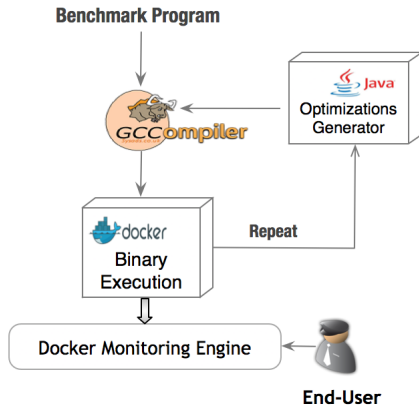 Benchmark Program
Java
Optimizations
Generator
GCCompiler
docker
Binary
Execution
Repeat
Docker Monitoring Engine
End-User